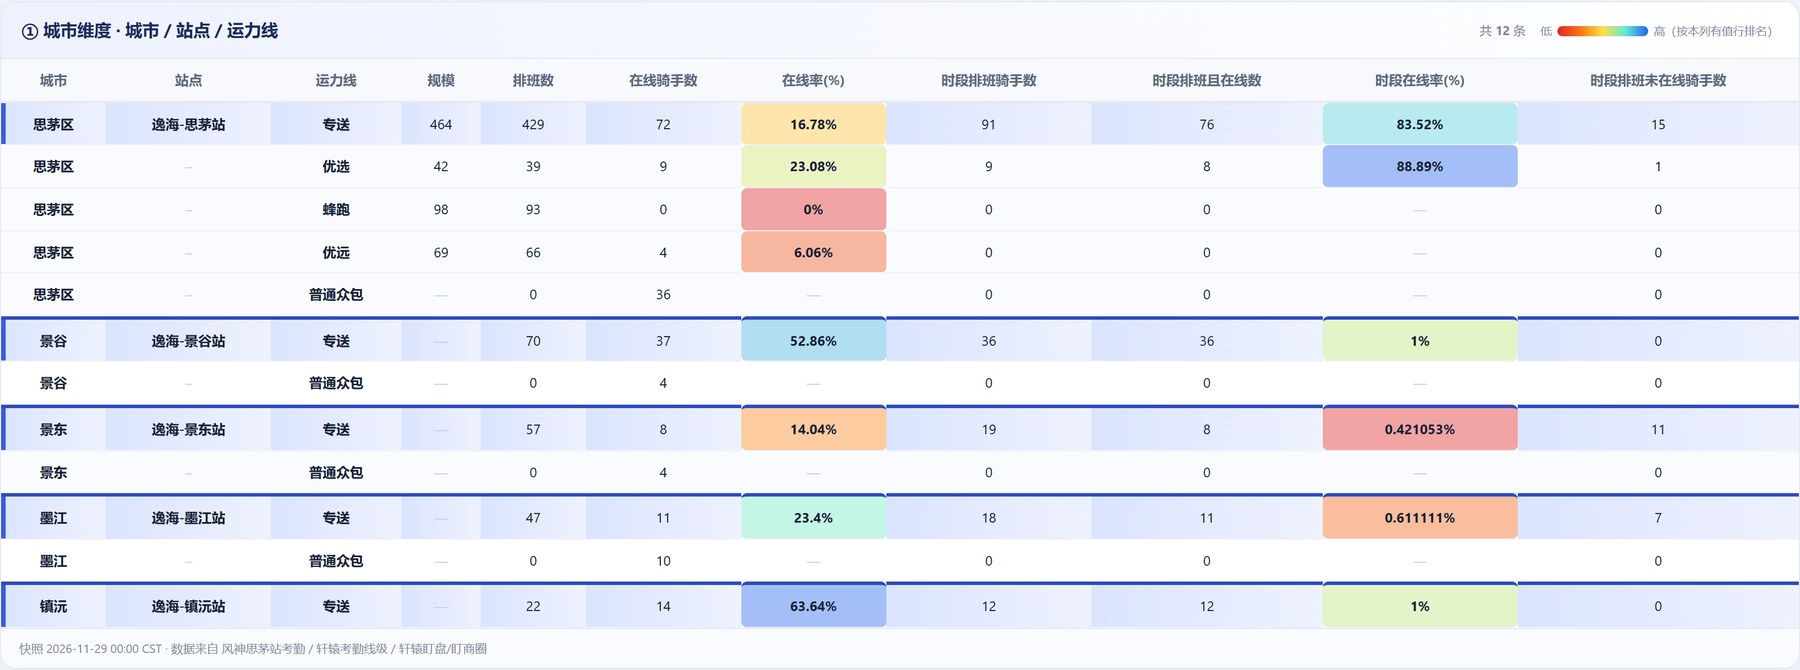 ① 城市维度 · 城市 / 站点 / 运力线
共 12 条 低 高 (按本列有值行排名)
城市 站点 运力线 规模 排班数 在线骑手数 在线率(%) 时段排班骑手数 时段排班且在线数 时段在线率(%) 时段排班未在线骑手数
思茅区 逸海-思茅站 专送 464 429 72 16.78% 91 76 83.52% 15
思茅区 – 优选 42 39 9 23.08% 9 8 88.89% 1
思茅区 – 蜂跑 98 93 0 0% 0 0 — 0
思茅区 – 优远 69 66 4 6.06% 0 0 — 0
思茅区 – 普通众包 — 0 36 — 0 0 — 0
景谷 逸海-景谷站 专送 — 70 37 52.86% 36 36 1% 0
景谷 – 普通众包 — 0 4 — 0 0 — 0
景东 逸海-景东站 专送 — 57 8 14.04% 19 8 0.421053% 11
景东 – 普通众包 — 0 4 — 0 0 — 0
墨江 逸海-墨江站 专送 — 47 11 23.4% 18 11 0.611111% 7
墨江 – 普通众包 — 0 10 — 0 0 — 0
镇沅 逸海-镇沅站 专送 — 22 14 63.64% 12 12 1% 0
快照 2026-11-29 00:00 CST · 数据来自 风神思茅站考勤 / 轩辕考勤线级 / 轩辕盯盘/盯商圈